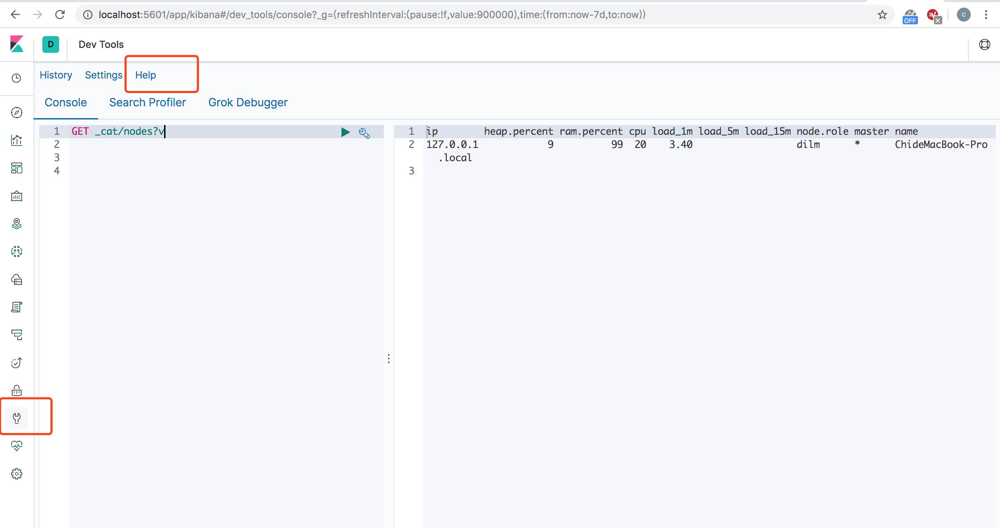 localhost:5601/app/kibana#/dev_tools/console?_g=(refreshInterval:(pause:!f,value:900000),time:(from:now-7d,to:now))
OFF
C
D
Dev Tools
History Settings Help
Console Search Profiler Grok Debugger
1 GET _cat/nodes?v
2
3
4
1 ip heap.percent ram.percent cpu load_1m load_5m load_15m node.role master name
2 127.0.0.1 9 99 20 3.40 dilm * ChideMacBook-Pro
.local
3